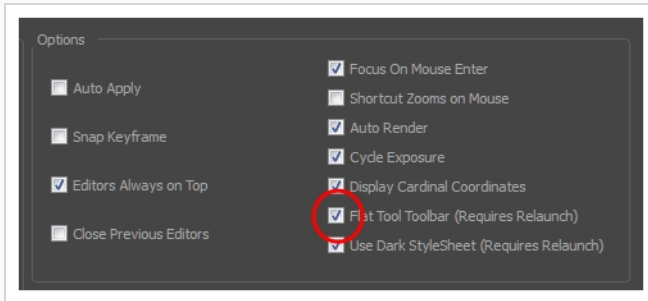 Options
Auto Apply
Snap Keyframe
Editors Always on Top
Close Previous Editors
Focus On Mouse Enter
Shortcut Zooms on Mouse
Auto Render
Cycle Exposure
Display Cardinal Coordinates
Flat Tool Toolbar (Requires Relaunch)
Use Dark StyleSheet (Requires Relaunch)